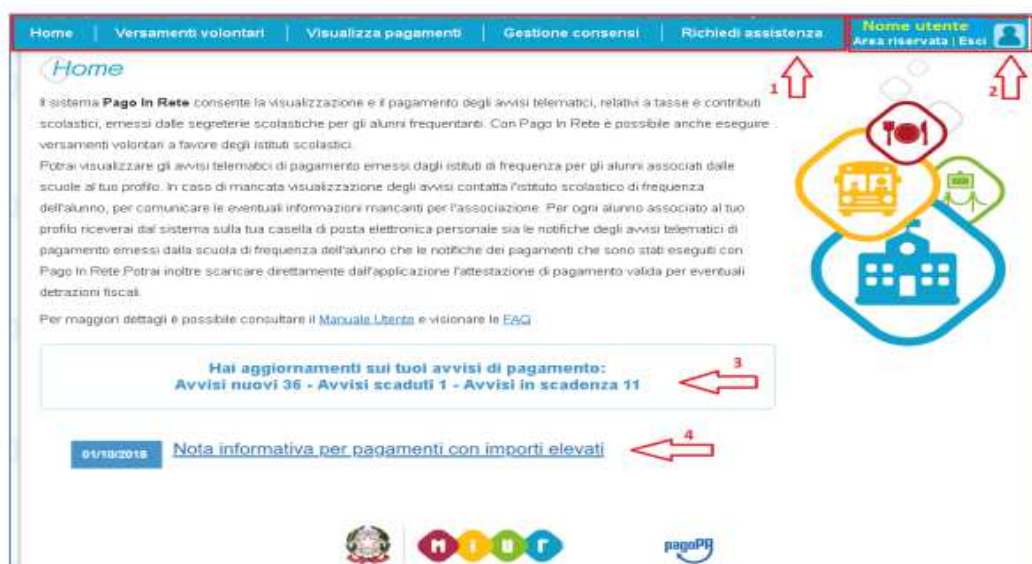 Home | Versamenti volontari | Visualizza pagamenti | Gestione consensi | Richiedi assistenza
Nome utente
Area riservata | Esci
1
2
Home
Il sistema Pago In Rete consente la visualizzazione e il pagamento degli avvisi telematici, relativi a tasse e contributi
scolastici, emessi dalle segreterie scolastiche per gli alunni frequentanti. Con Pago In Rete è possibile anche eseguire
versamenti volontari a favore degli istituti scolastici.
Potrai visualizzare gli avvisi telematici di pagamento emessi dagli istituti di frequenza per gli alunni associati dalle
scuole al tuo profilo. In caso di mancata visualizzazione degli avvisi contatta l'istituto scolastico di frequenza
dell'alunno, per comunicare le eventuali informazioni mancanti per l'associazione. Per ogni alunno associato al tuo
profilo riceverai dal sistema sulla tua casella di posta elettronica personale sia le notifiche degli avvisi telematici di
pagamento emessi dalla scuola di frequenza dell'alunno che le notifiche dei pagamenti che sono stati eseguiti con
Pago In Rete.Potrai inoltre scaricare direttamente dall'applicazione l'attestazione di pagamento valida per eventuali
detrazioni fiscali.
Per maggiori dettagli è possibile consultare il Manuale Utente e visionare le FAQ
Hai aggiornamenti sui tuoi avvisi di pagamento:
Avvisi nuovi 36 - Avvisi scaduti 1 - Avvisi in scadenza 11
3
01/10/2018 Nota informativa per pagamenti con importi elevati
4
MIUr
pagoPA